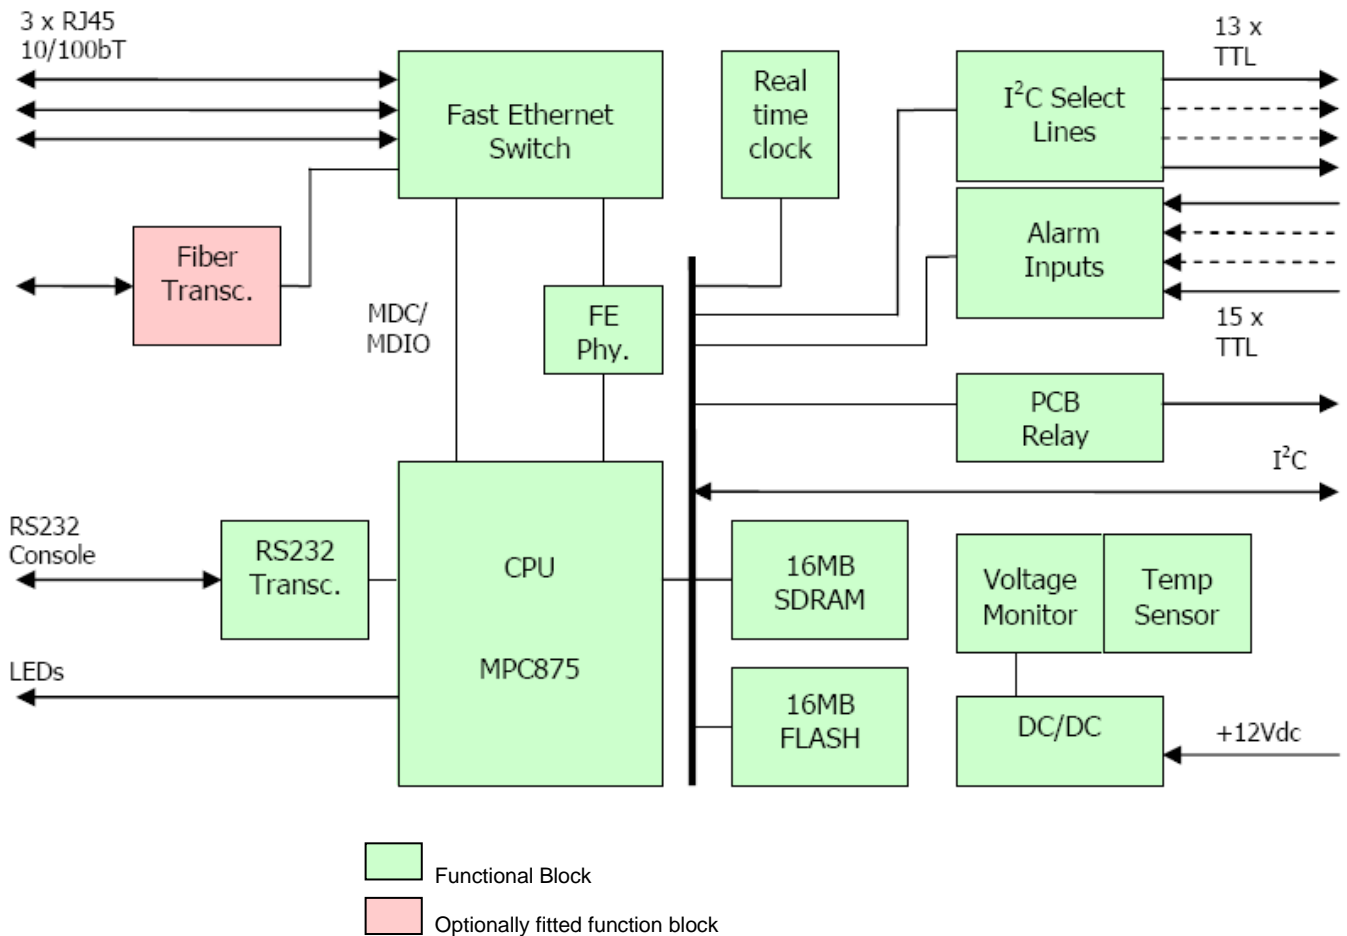 3 x RJ45
10/100bT
Fast Ethernet
Switch
Real
time
clock
I²C Select
Lines
13 x
TTL
Fiber
Transc.
MDC/
MDIO
FE
Phy.
Alarm
Inputs
15 x
TTL
PCB
Relay
I²C
RS232
Console
RS232
Transc.
CPU
MPC875
16MB
SDRAM
Voltage
Monitor
Temp
Sensor
LEDs
16MB
FLASH
DC/DC
+12Vdc
Functional Block
Optionally fitted function block